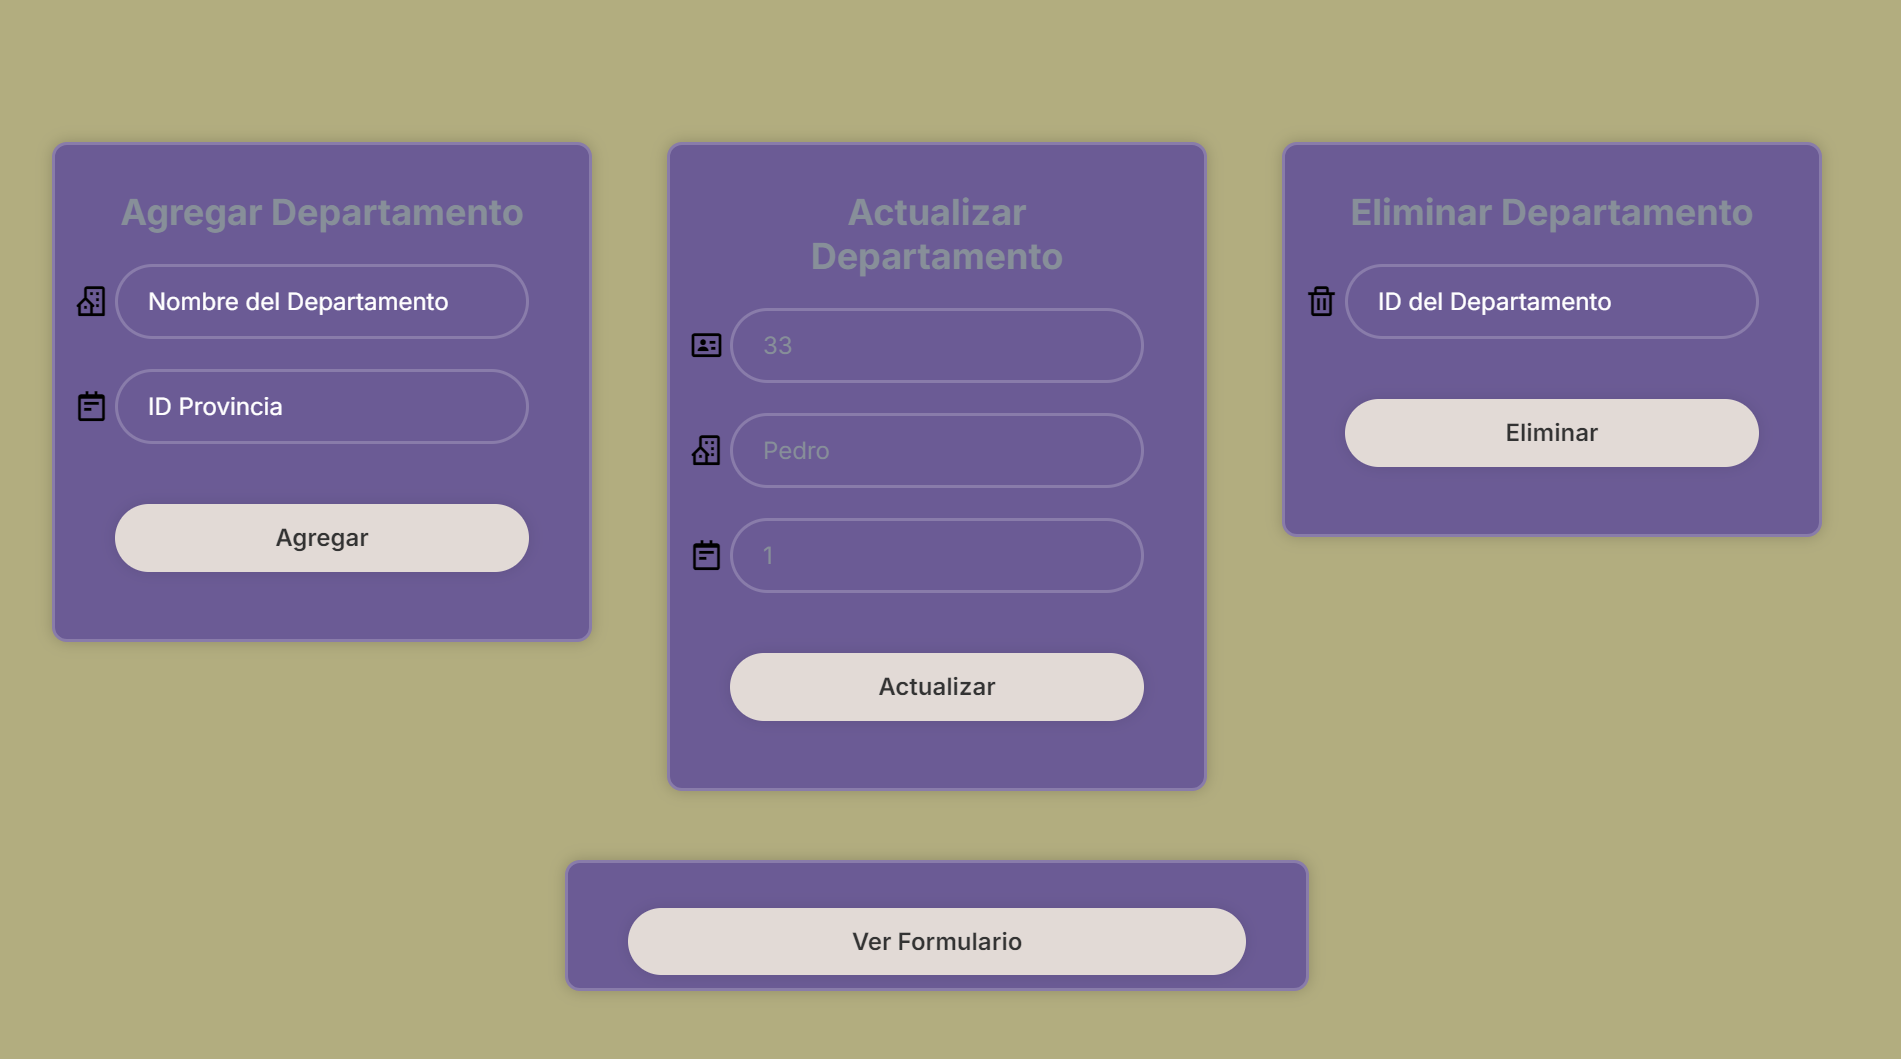 Agregar Departamento
Nombre del Departamento
ID Provincia
Agregar
Actualizar
Departamento
33
Pedro
1
Actualizar
Eliminar Departamento
ID del Departamento
Eliminar
Ver Formulario